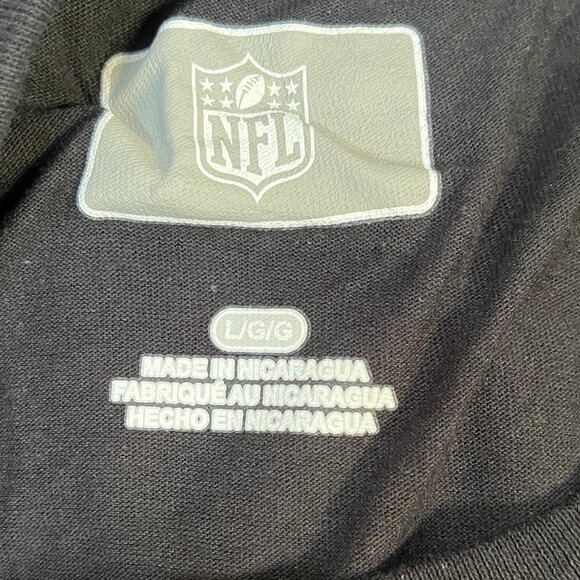 NFL
L/G/G
MADE IN NICARAGUA
FABRIQUÉ AU NICARAGUA
HECHO EN NICARAGUA